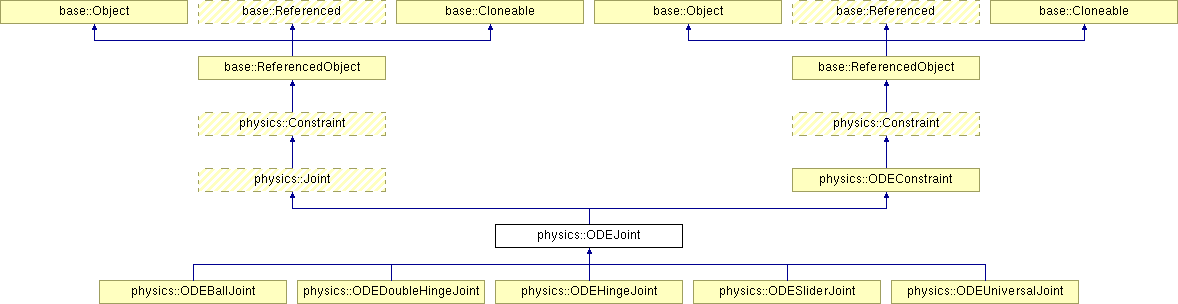 base::Object
base::Referenced
base::Cloneable
base::Object
base::Referenced
base::Cloneable
base::ReferencedObject
base::ReferencedObject
physics::Constraint
physics::Constraint
physics::Joint
physics::ODEConstraint
physics::ODEJoint
physics::ODEBallJoint
physics::ODEDoubleHingeJoint
physics::ODEHingeJoint
physics::ODESliderJoint
physics::ODEUniversalJoint